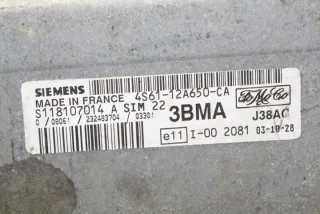 SIEMENS
MADE IN FRANCE 4S61-12A650-CA FoMoCo
S118107014 A SIM 22 3BMA J38AC
0 / 08061 / 232483704 / 03301
e11 I-00 2081 03-10-28